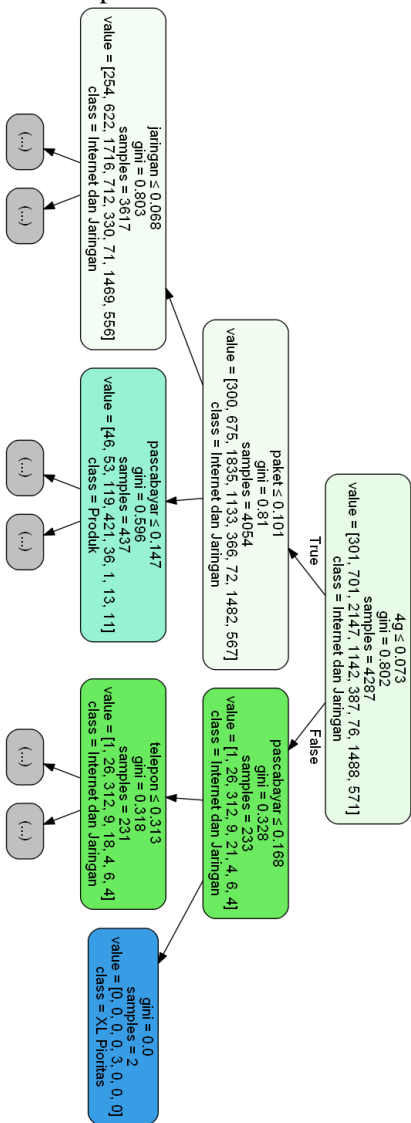 4g ≤ 0.073
gini = 0.802
samples = 4287
value = [301, 701, 2147, 1142, 387, 76, 1488, 571]
class = Internet dan Jaringan
True
False
paket ≤ 0.101
gini = 0.81
samples = 4054
value = [300, 675, 1835, 1133, 366, 72, 1482, 567]
class = Internet dan Jaringan
pascabayar ≤ 0.168
gini = 0.328
samples = 233
value = [1, 26, 312, 9, 21, 4, 6, 4]
class = Internet dan Jaringan
jaringan ≤ 0.068
gini = 0.803
samples = 3617
value = [254, 622, 1716, 712, 330, 71, 1469, 556]
class = Internet dan Jaringan
pascabayar ≤ 0.147
gini = 0.596
samples = 437
value = [46, 53, 119, 421, 36, 1, 13, 11]
class = Produk
telepon ≤ 0.313
gini = 0.318
samples = 231
value = [1, 26, 312, 9, 18, 4, 6, 4]
class = Internet dan Jaringan
gini = 0.0
samples = 2
value = [0, 0, 0, 0, 3, 0, 0, 0]
class = XL Pioritas
(...)
(...)
(...)
(...)
(...)
(...)